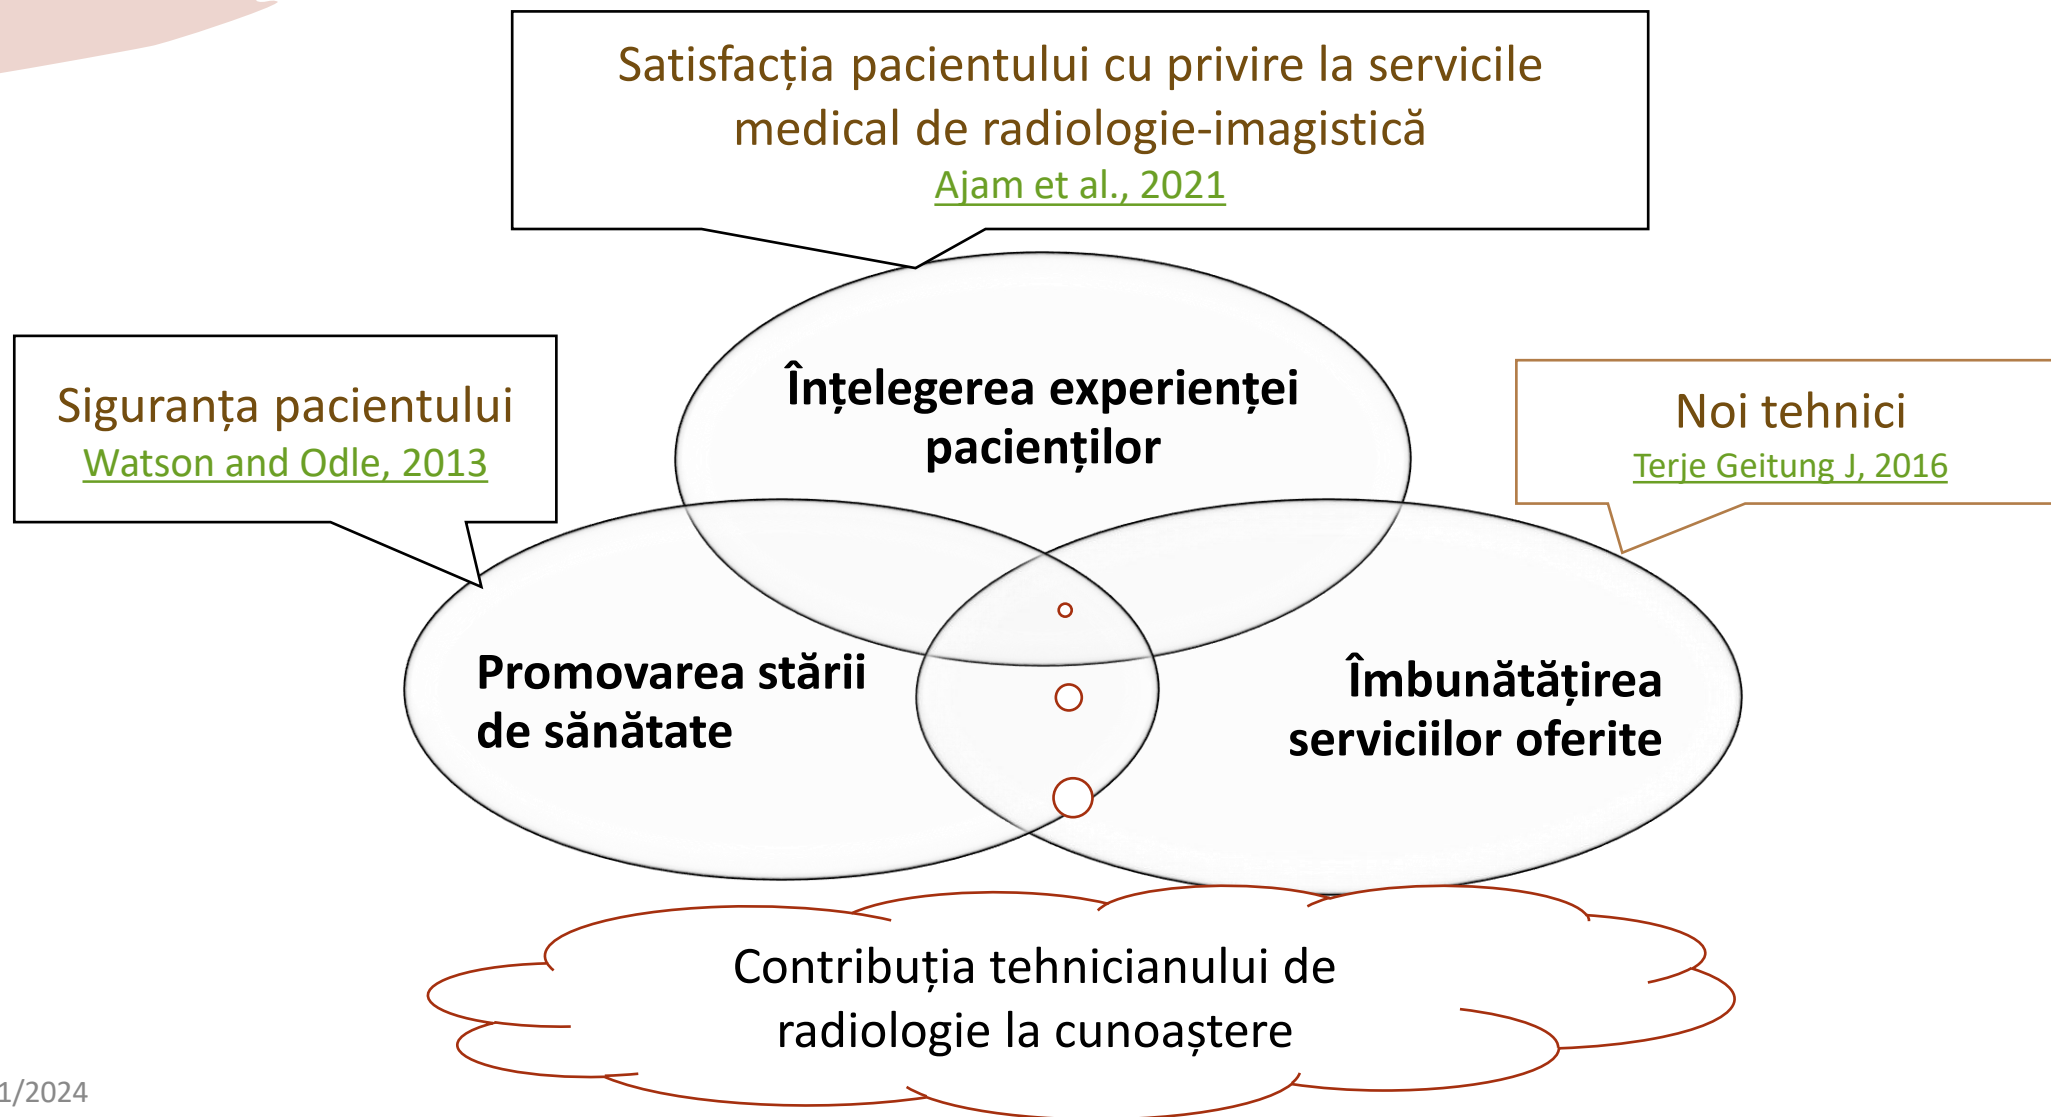 Satisfacția pacientului cu privire la servicile
medical de radiologie-imagistică
Ajam et al., 2021
Siguranța pacientului
Watson and Odle, 2013
Noi tehnici
Terje Geitung J, 2016
Înțelegerea experienței
pacienților
Promovarea stării
de sănătate
Îmbunătățirea
serviciilor oferite
Contribuția tehnicianului de
radiologie la cunoaștere
1/2024